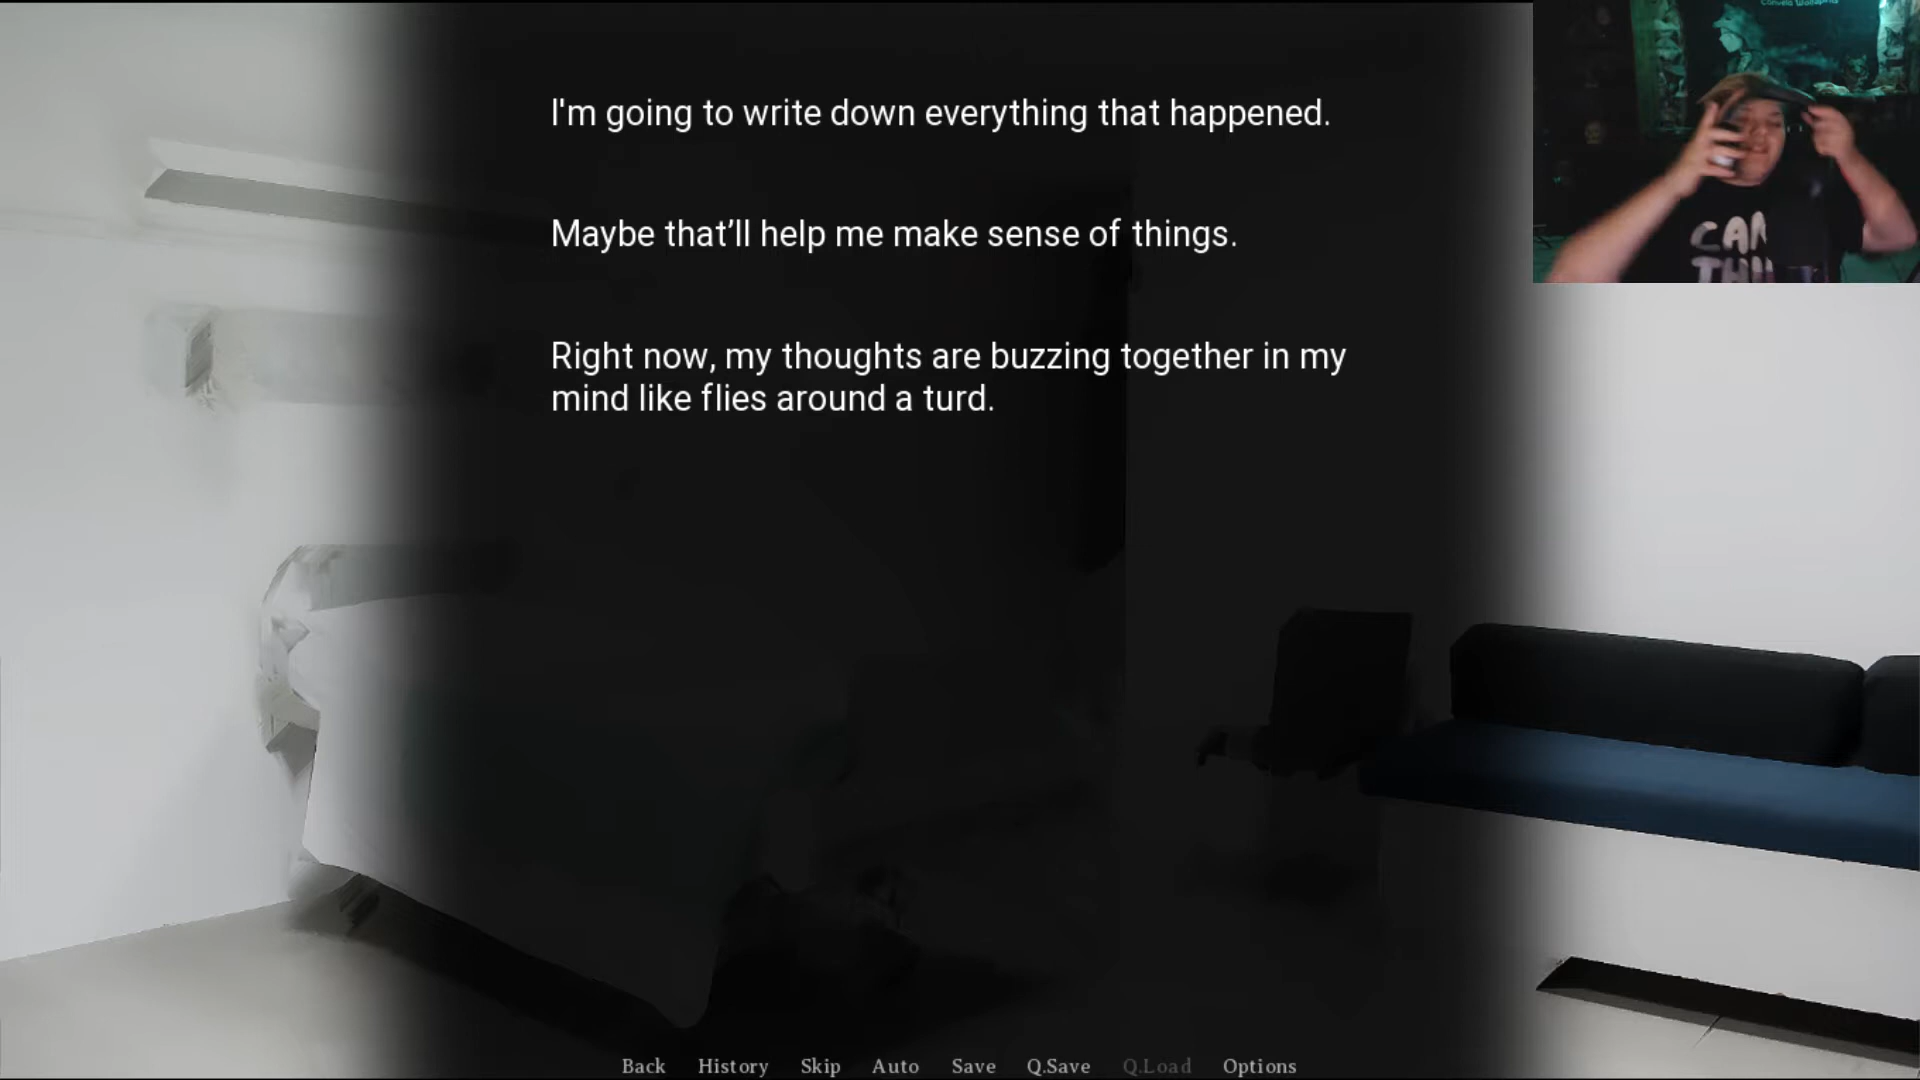 I'm going to write down everything that happened.
Maybe that’ll help me make sense of things.
Right now, my thoughts are buzzing together in my
mind like flies around a turd.
CAN
Back History Skip Auto Save Q.Save Q.Load Options